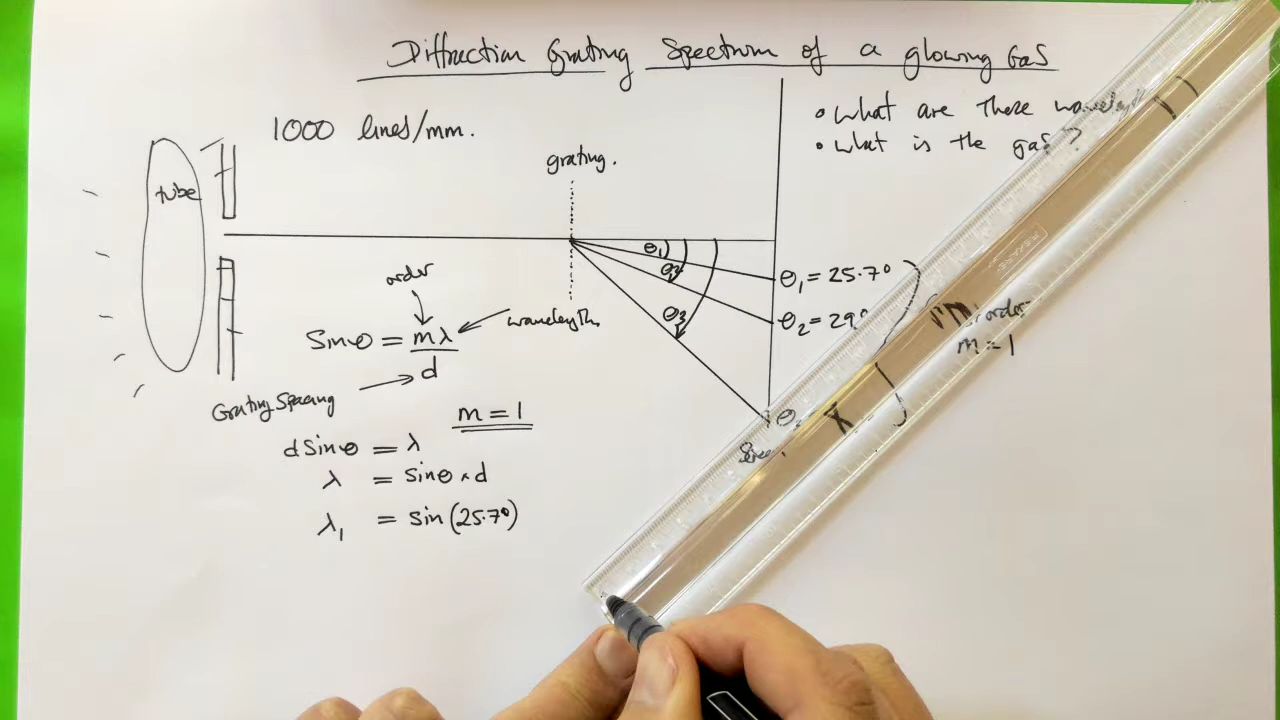 Diffraction Grating Spectrum of a glowing Gas
1000 lines/mm.
• What are these
• What is the gas ?
grating.
tube
θ₁
θ₂
θ₃
θ₁ = 25.7°
θ₂ = 29°
order
m = 1
order
wavelength
Sinθ = mλ
d
Grating Spacing
m = 1
dSinθ = λ
λ = sinθ × d
λ₁ = sin(25.7°)